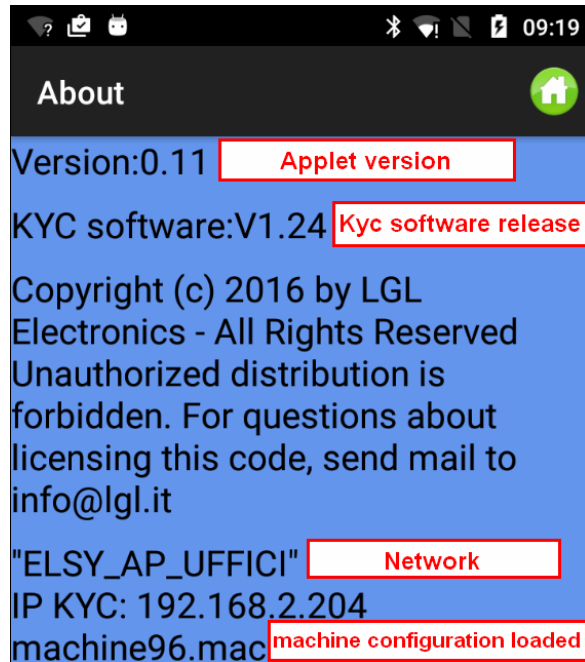 09:19
About
Version:0.11 Applet version
KYC software:V1.24 Kyc software release
Copyright (c) 2016 by LGL
Electronics - All Rights Reserved
Unauthorized distribution is
forbidden. For questions about
licensing this code, send mail to
info@lgl.it
"ELSY_AP_UFFICI" Network
IP KYC: 192.168.2.204
machine96.mac machine configuration loaded